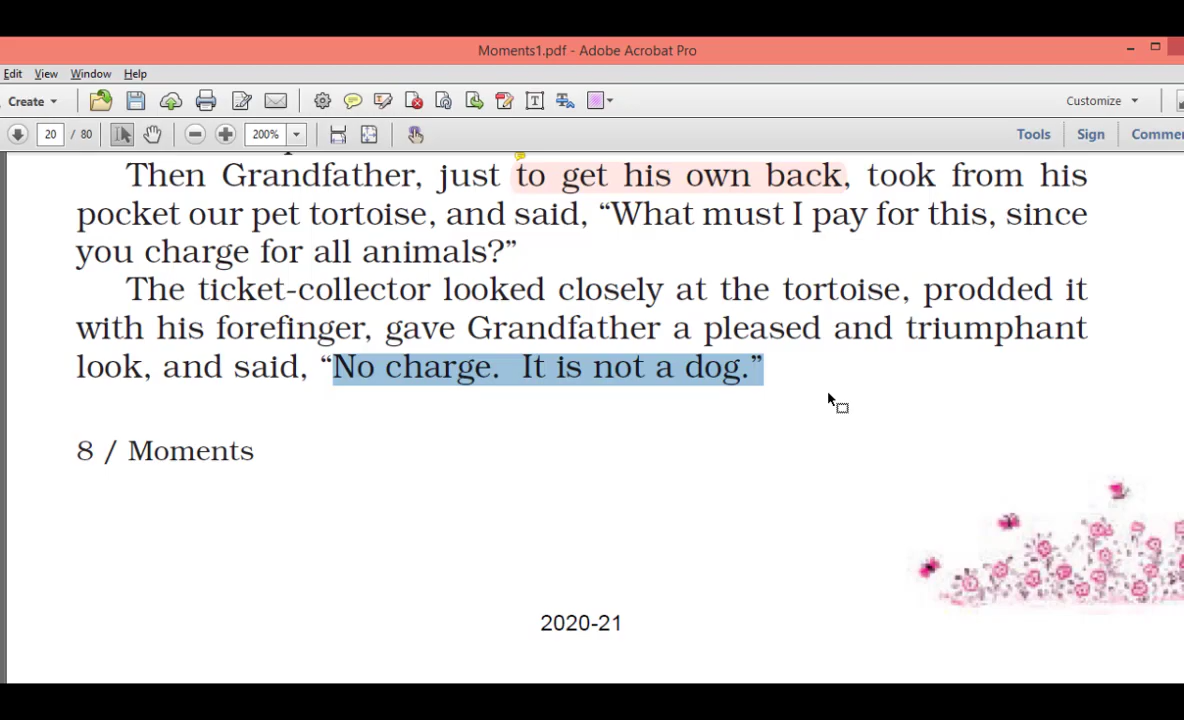 Moments1.pdf - Adobe Acrobat Pro
Edit View Window Help
Create Customize
20 / 80 200% Tools Sign Comme
Then Grandfather, just to get his own back, took from his
pocket our pet tortoise, and said, “What must I pay for this, since
you charge for all animals?”
The ticket-collector looked closely at the tortoise, prodded it
with his forefinger, gave Grandfather a pleased and triumphant
look, and said, “No charge. It is not a dog.”
8 / Moments
2020-21